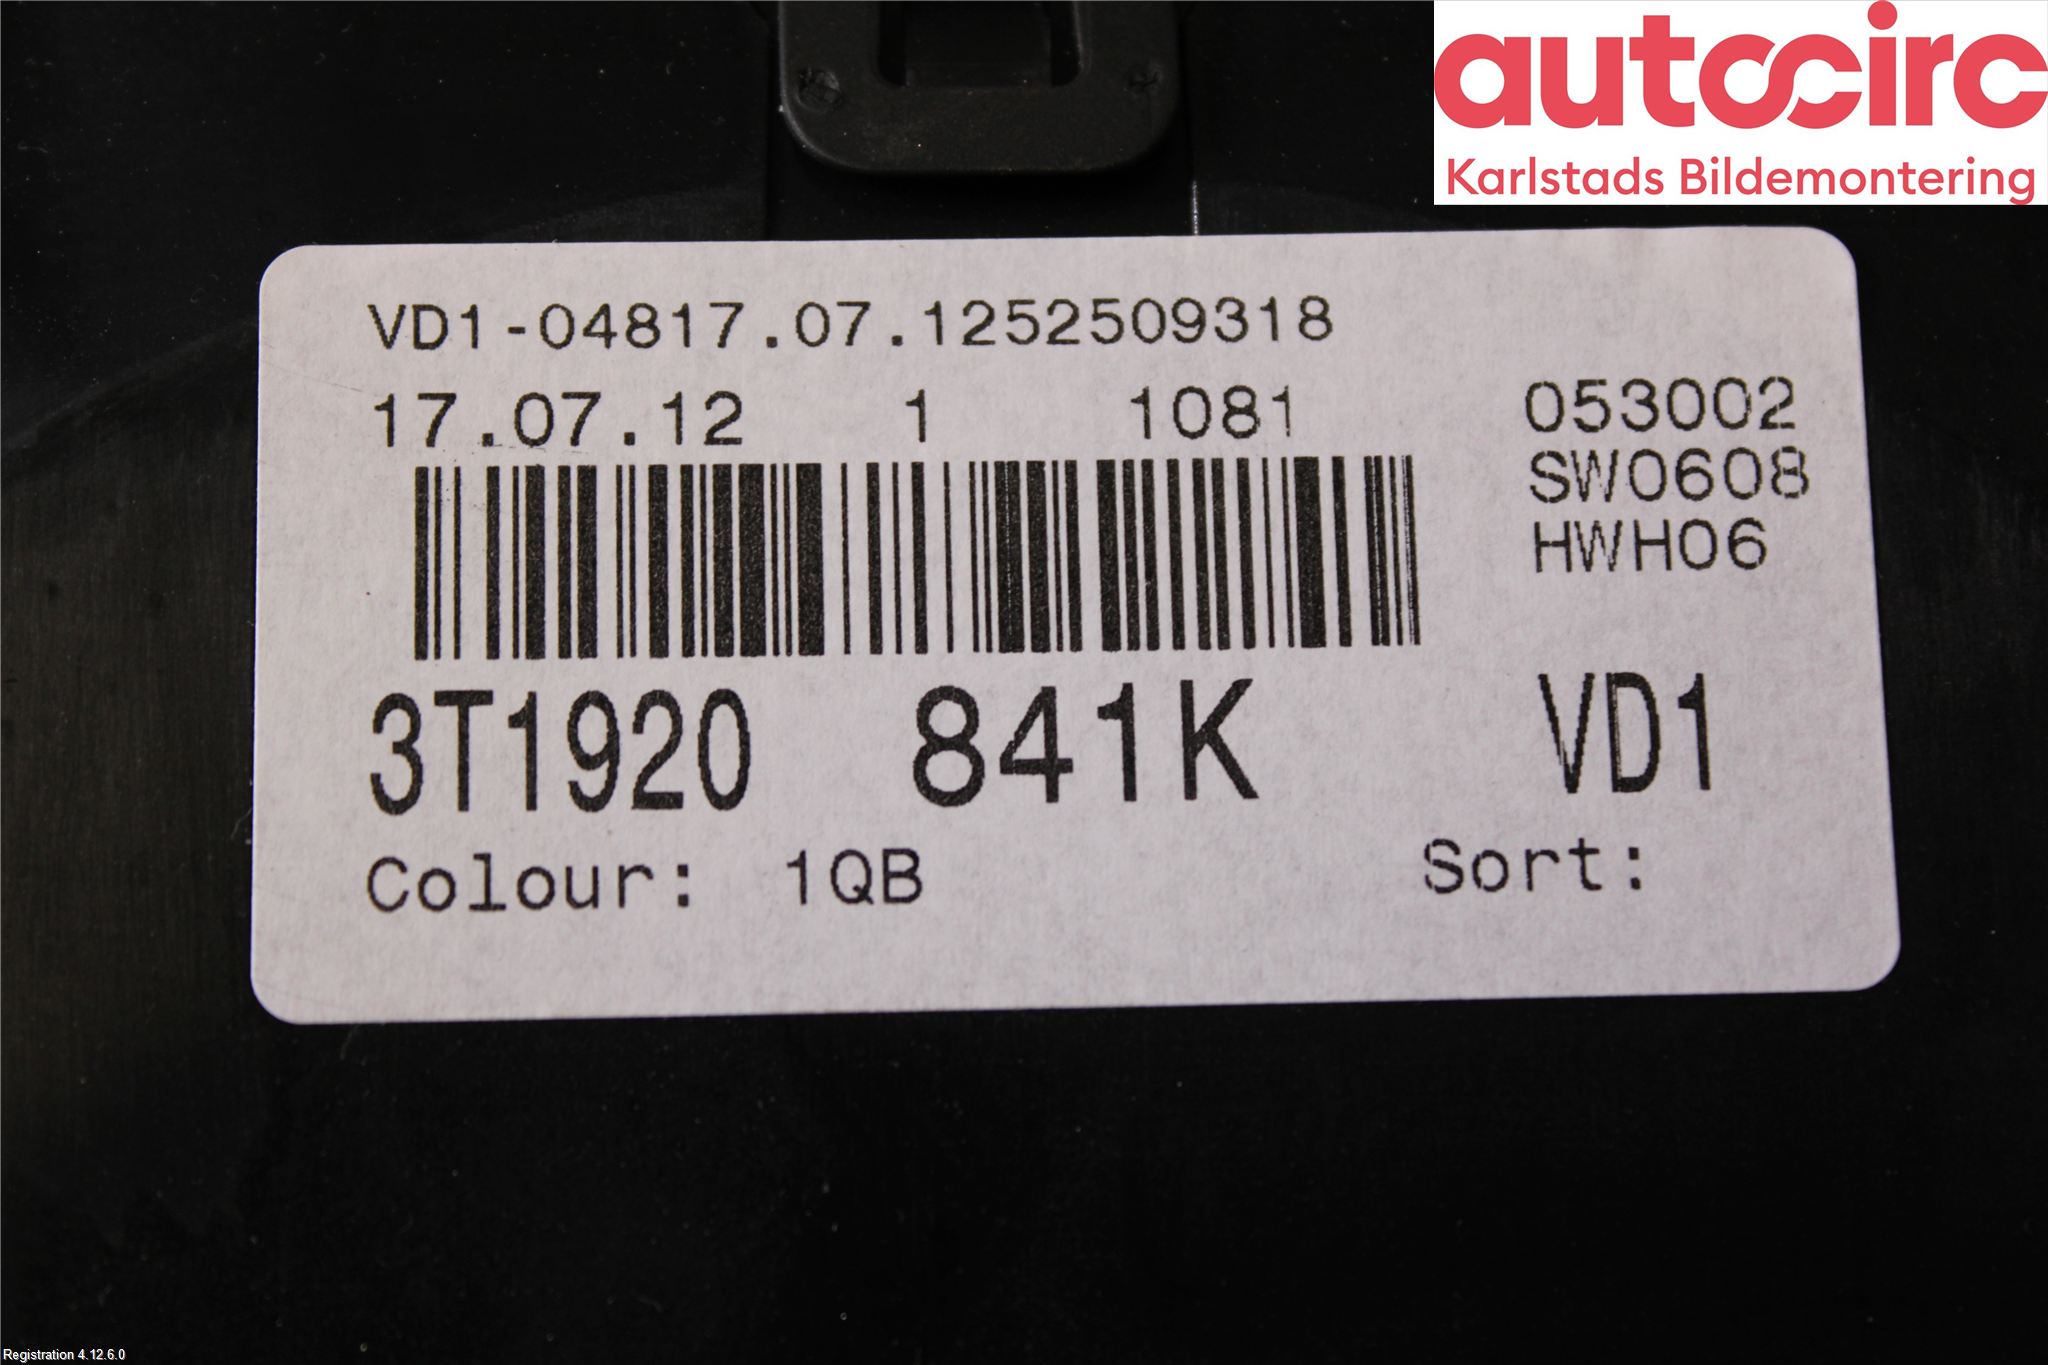 autocirc
Karlstads Bildemontering
VD1-04817.07.1252509318
17.07.12 1 1081 053002
SW0608
HWH06
3T1920 841K VD1
Colour: 1QB Sort:
Registration 4.12.6.0